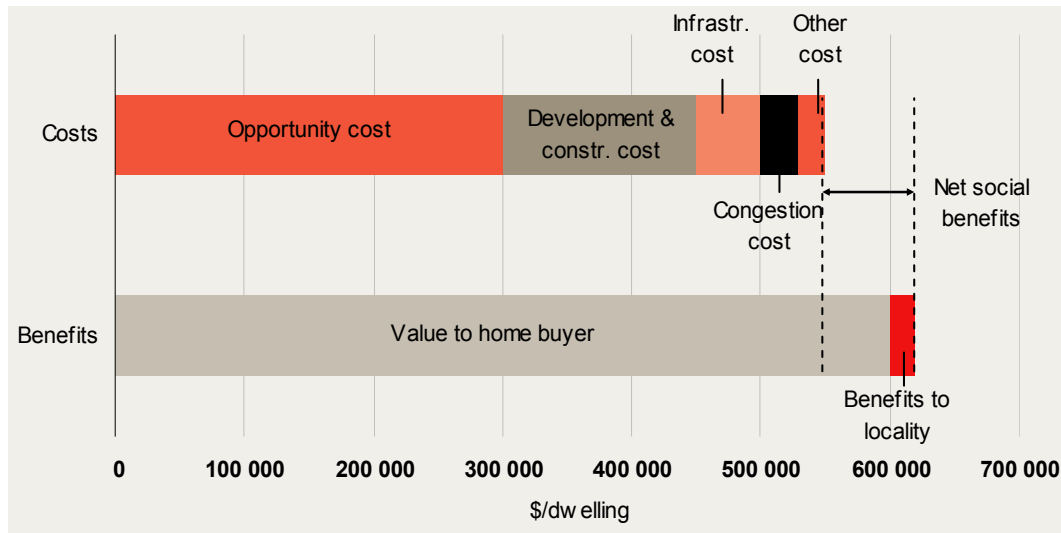 Infrastr.
cost
Other
cost
Costs
Opportunity cost
Development &
constr. cost
Congestion
cost
Net social
benefits
Benefits
Value to home buyer
Benefits to
locality
0
100 000
200 000
300 000
400 000
500 000
600 000
700 000
$/dwelling